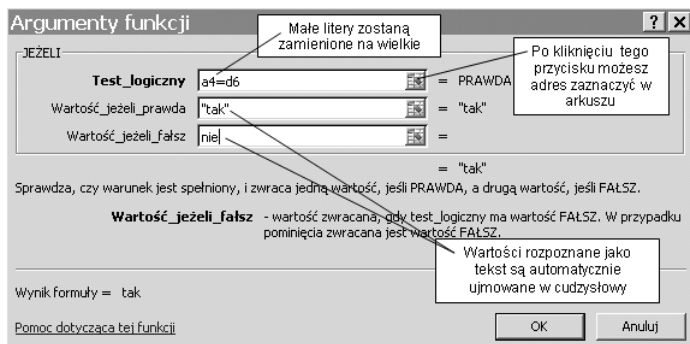 Argumenty funkcji
? X
Małe litery zostaną
zamienione na wielkie
JEŻELI
Po kliknięciu tego
przycisku możesz
adres zaznaczyć w
arkuszu
Test_logiczny a4=d6 = PRAWDA
Wartość_jeżeli_prawda "tak" = "tak"
Wartość_jeżeli_fałsz nie =
= "tak"
Sprawdza, czy warunek jest spełniony, i zwraca jedną wartość, jeśli PRAWDA, a drugą wartość, jeśli FAŁSZ.
Wartość_jeżeli_fałsz - wartość zwracana, gdy test_logiczny ma wartość FAŁSZ. W przypadku
pominięcia zwracana jest wartość FAŁSZ.
Wartości rozpoznane jako
tekst są automatycznie
ujmowane w cudzysłowy
Wynik formuły = tak
Pomoc dotycząca tej funkcji
OK Anuluj